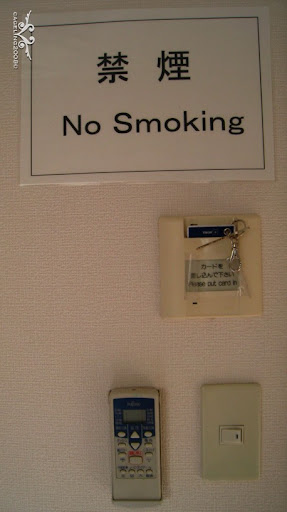 禁煙
No Smoking
カードを
差し込んで下さい
Please put card in
FUJITSU